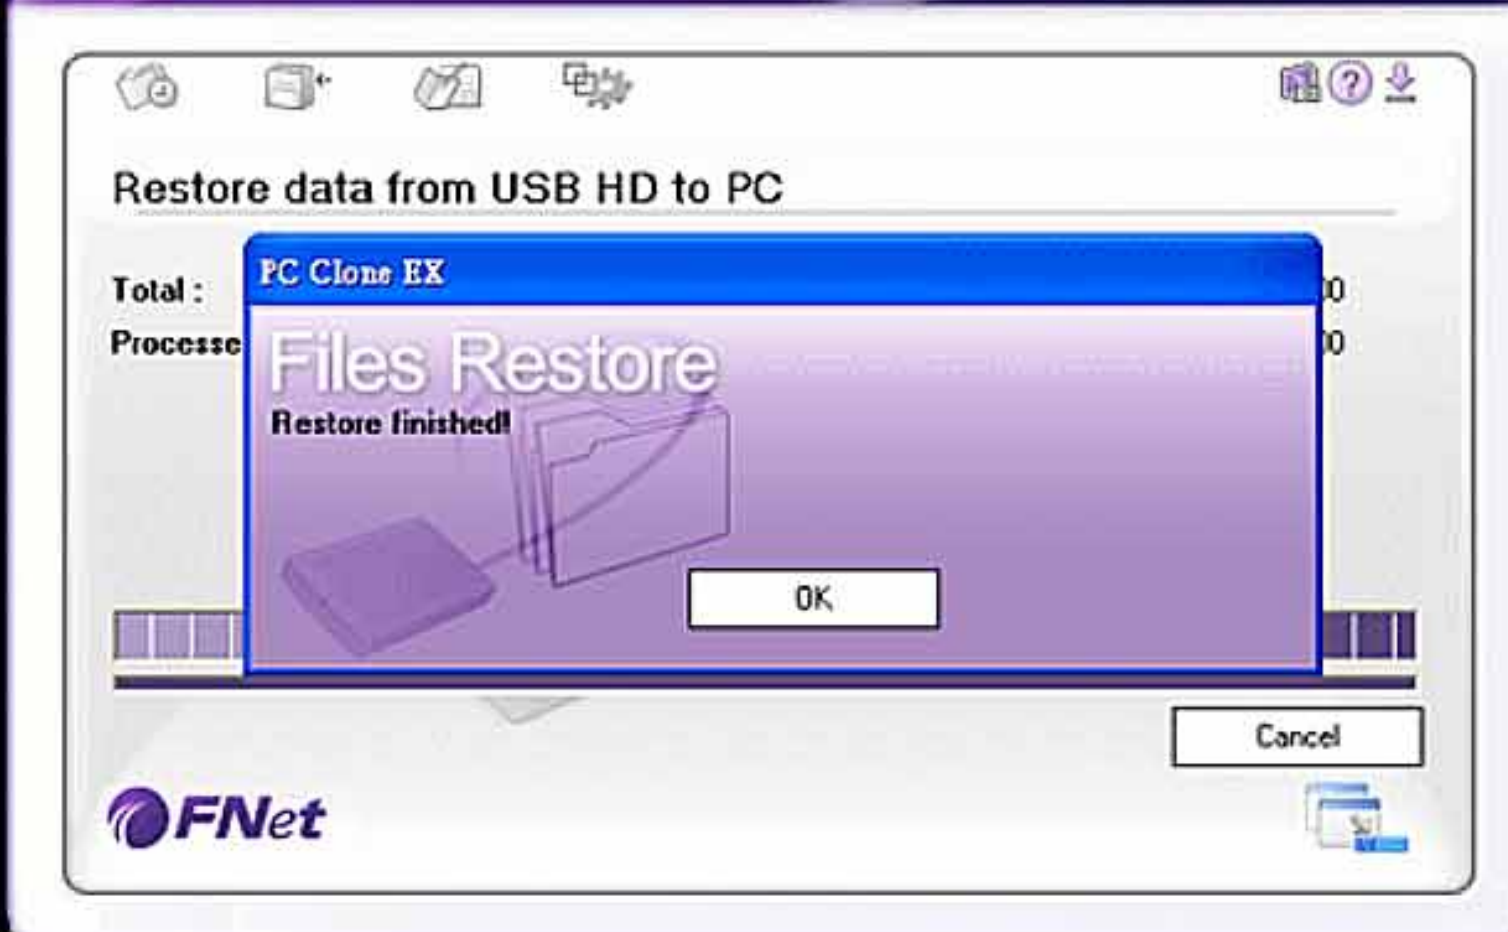 Restore data from USB HD to PC
PC Clone EX
Total :
Files Restore
Restore finished!
OK
Cancel
FNet